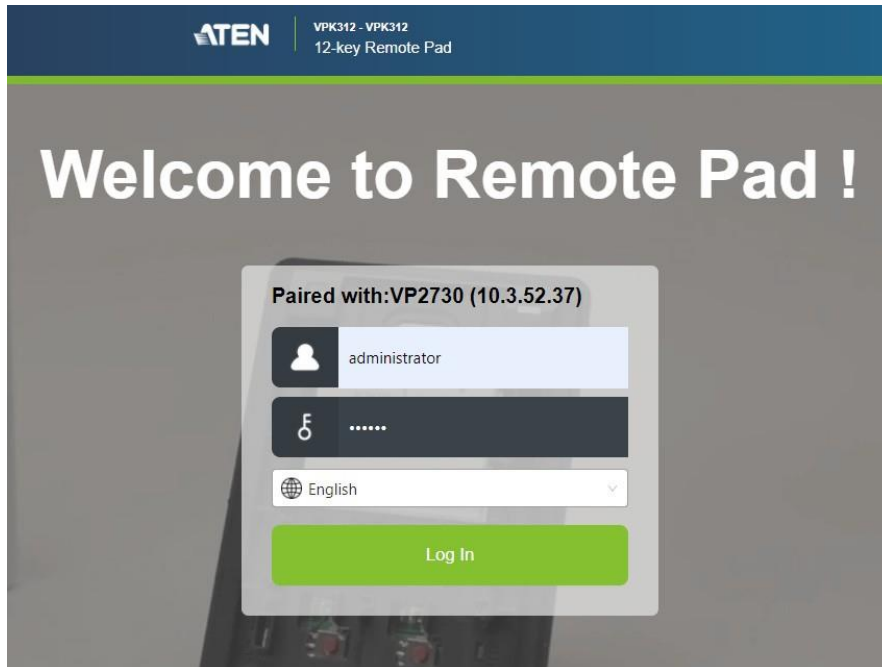 ATEN
VPK312 - VPK312
12-key Remote Pad
Welcome to Remote Pad !
Paired with:VP2730 (10.3.52.37)
administrator
••••••
English
Log In